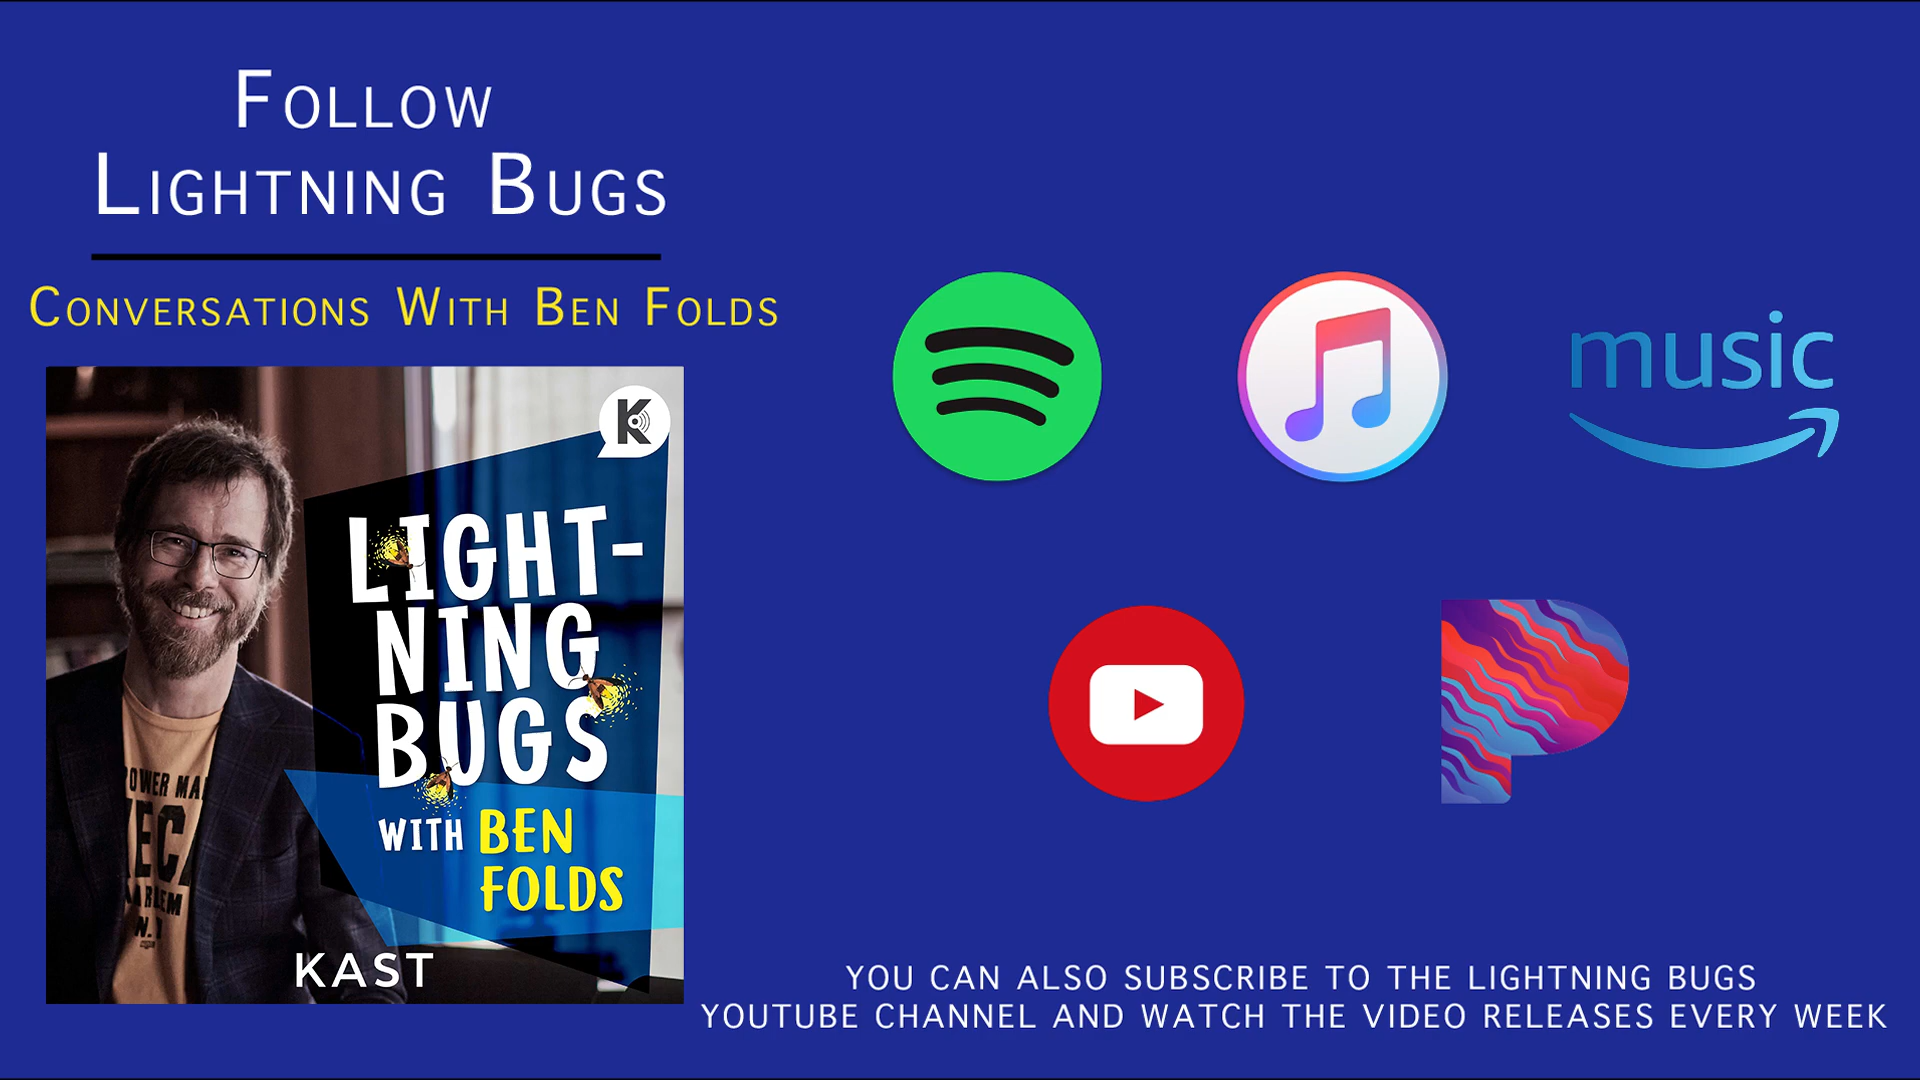 Follow
Lightning Bugs
Conversations With Ben Folds
K
LIGHT-
NING
BUGS
WITH BEN
FOLDS
KAST
music
YOU CAN ALSO SUBSCRIBE TO THE LIGHTNING BUGS
YOUTUBE CHANNEL AND WATCH THE VIDEO RELEASES EVERY WEEK